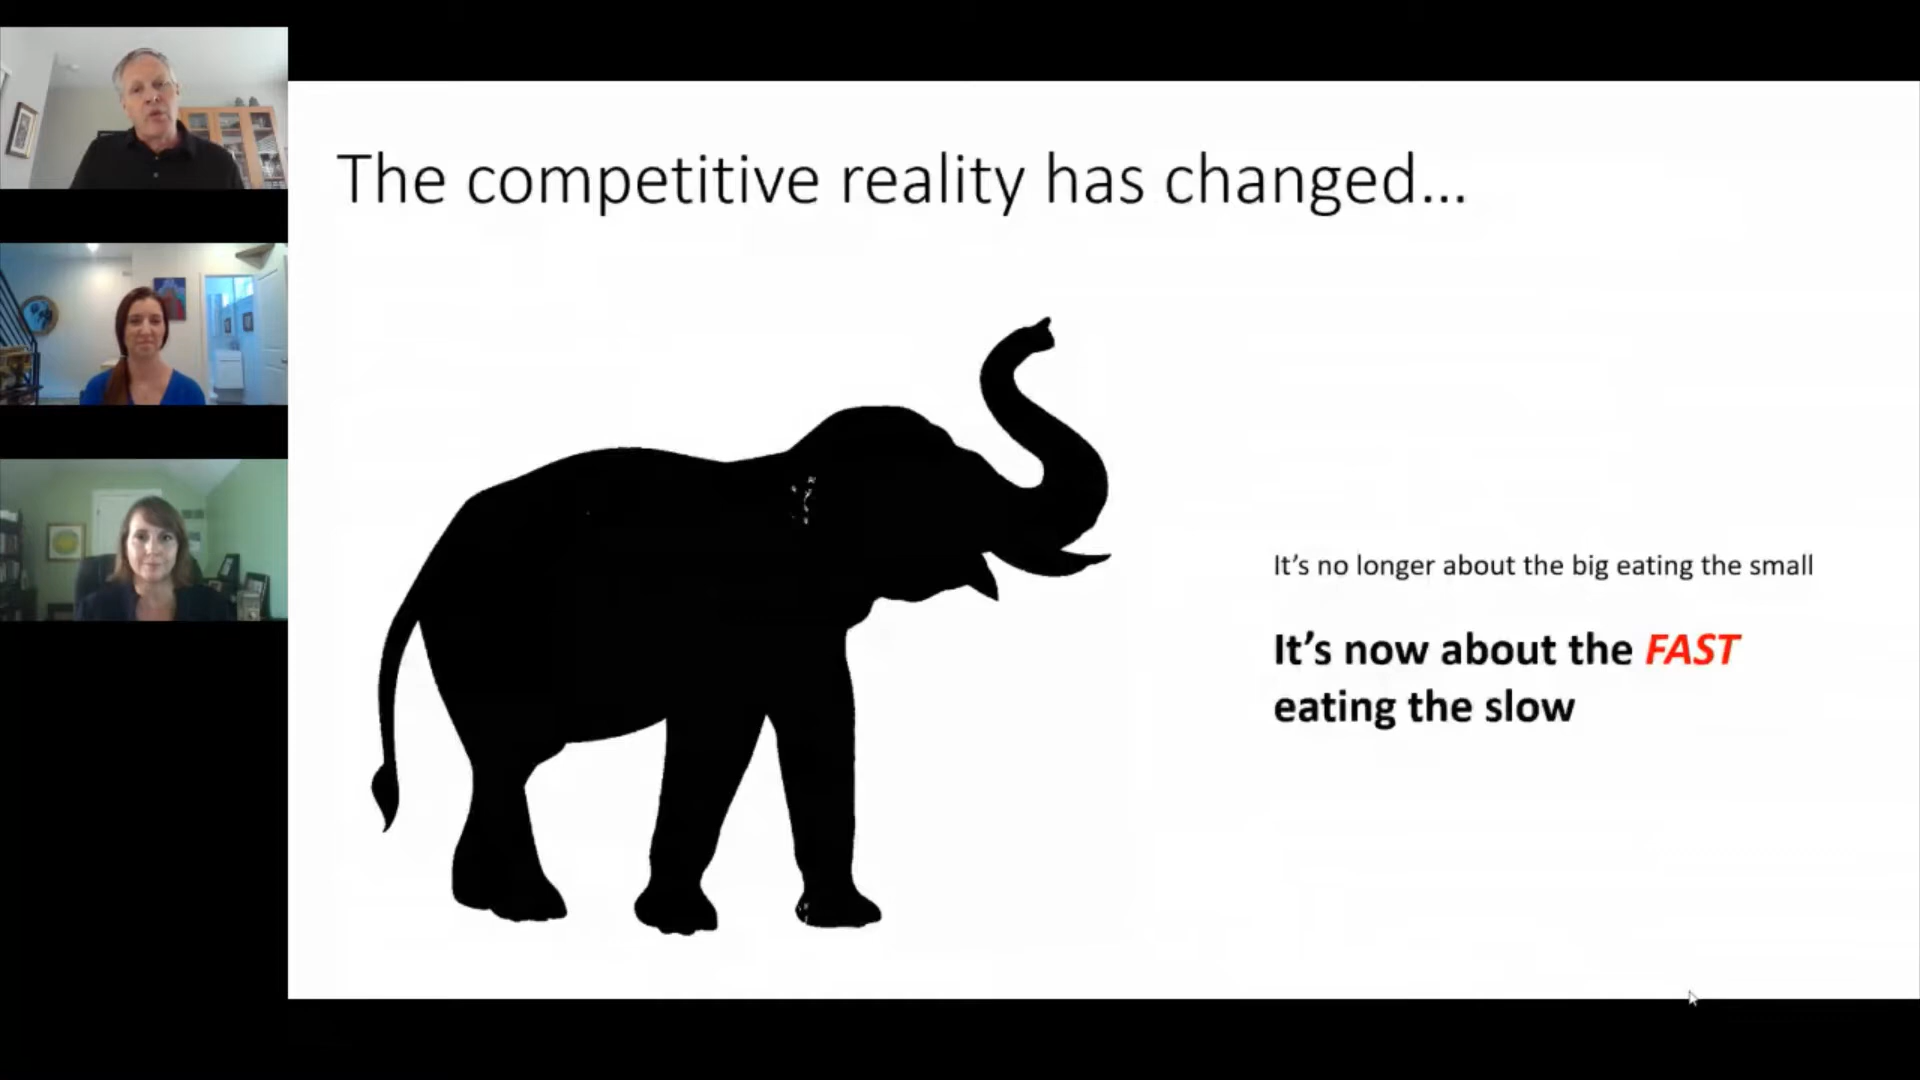 The competitive reality has changed...
It's no longer about the big eating the small
It's now about the FAST
eating the slow